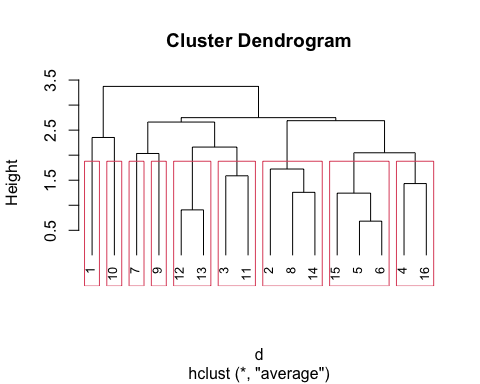 Cluster Dendrogram
Height
3.5
2.5
1.5
0.5
1 10 7 9 12 13 3 11 2 8 14 15 5 6 4 16
d
hclust (*, "average")